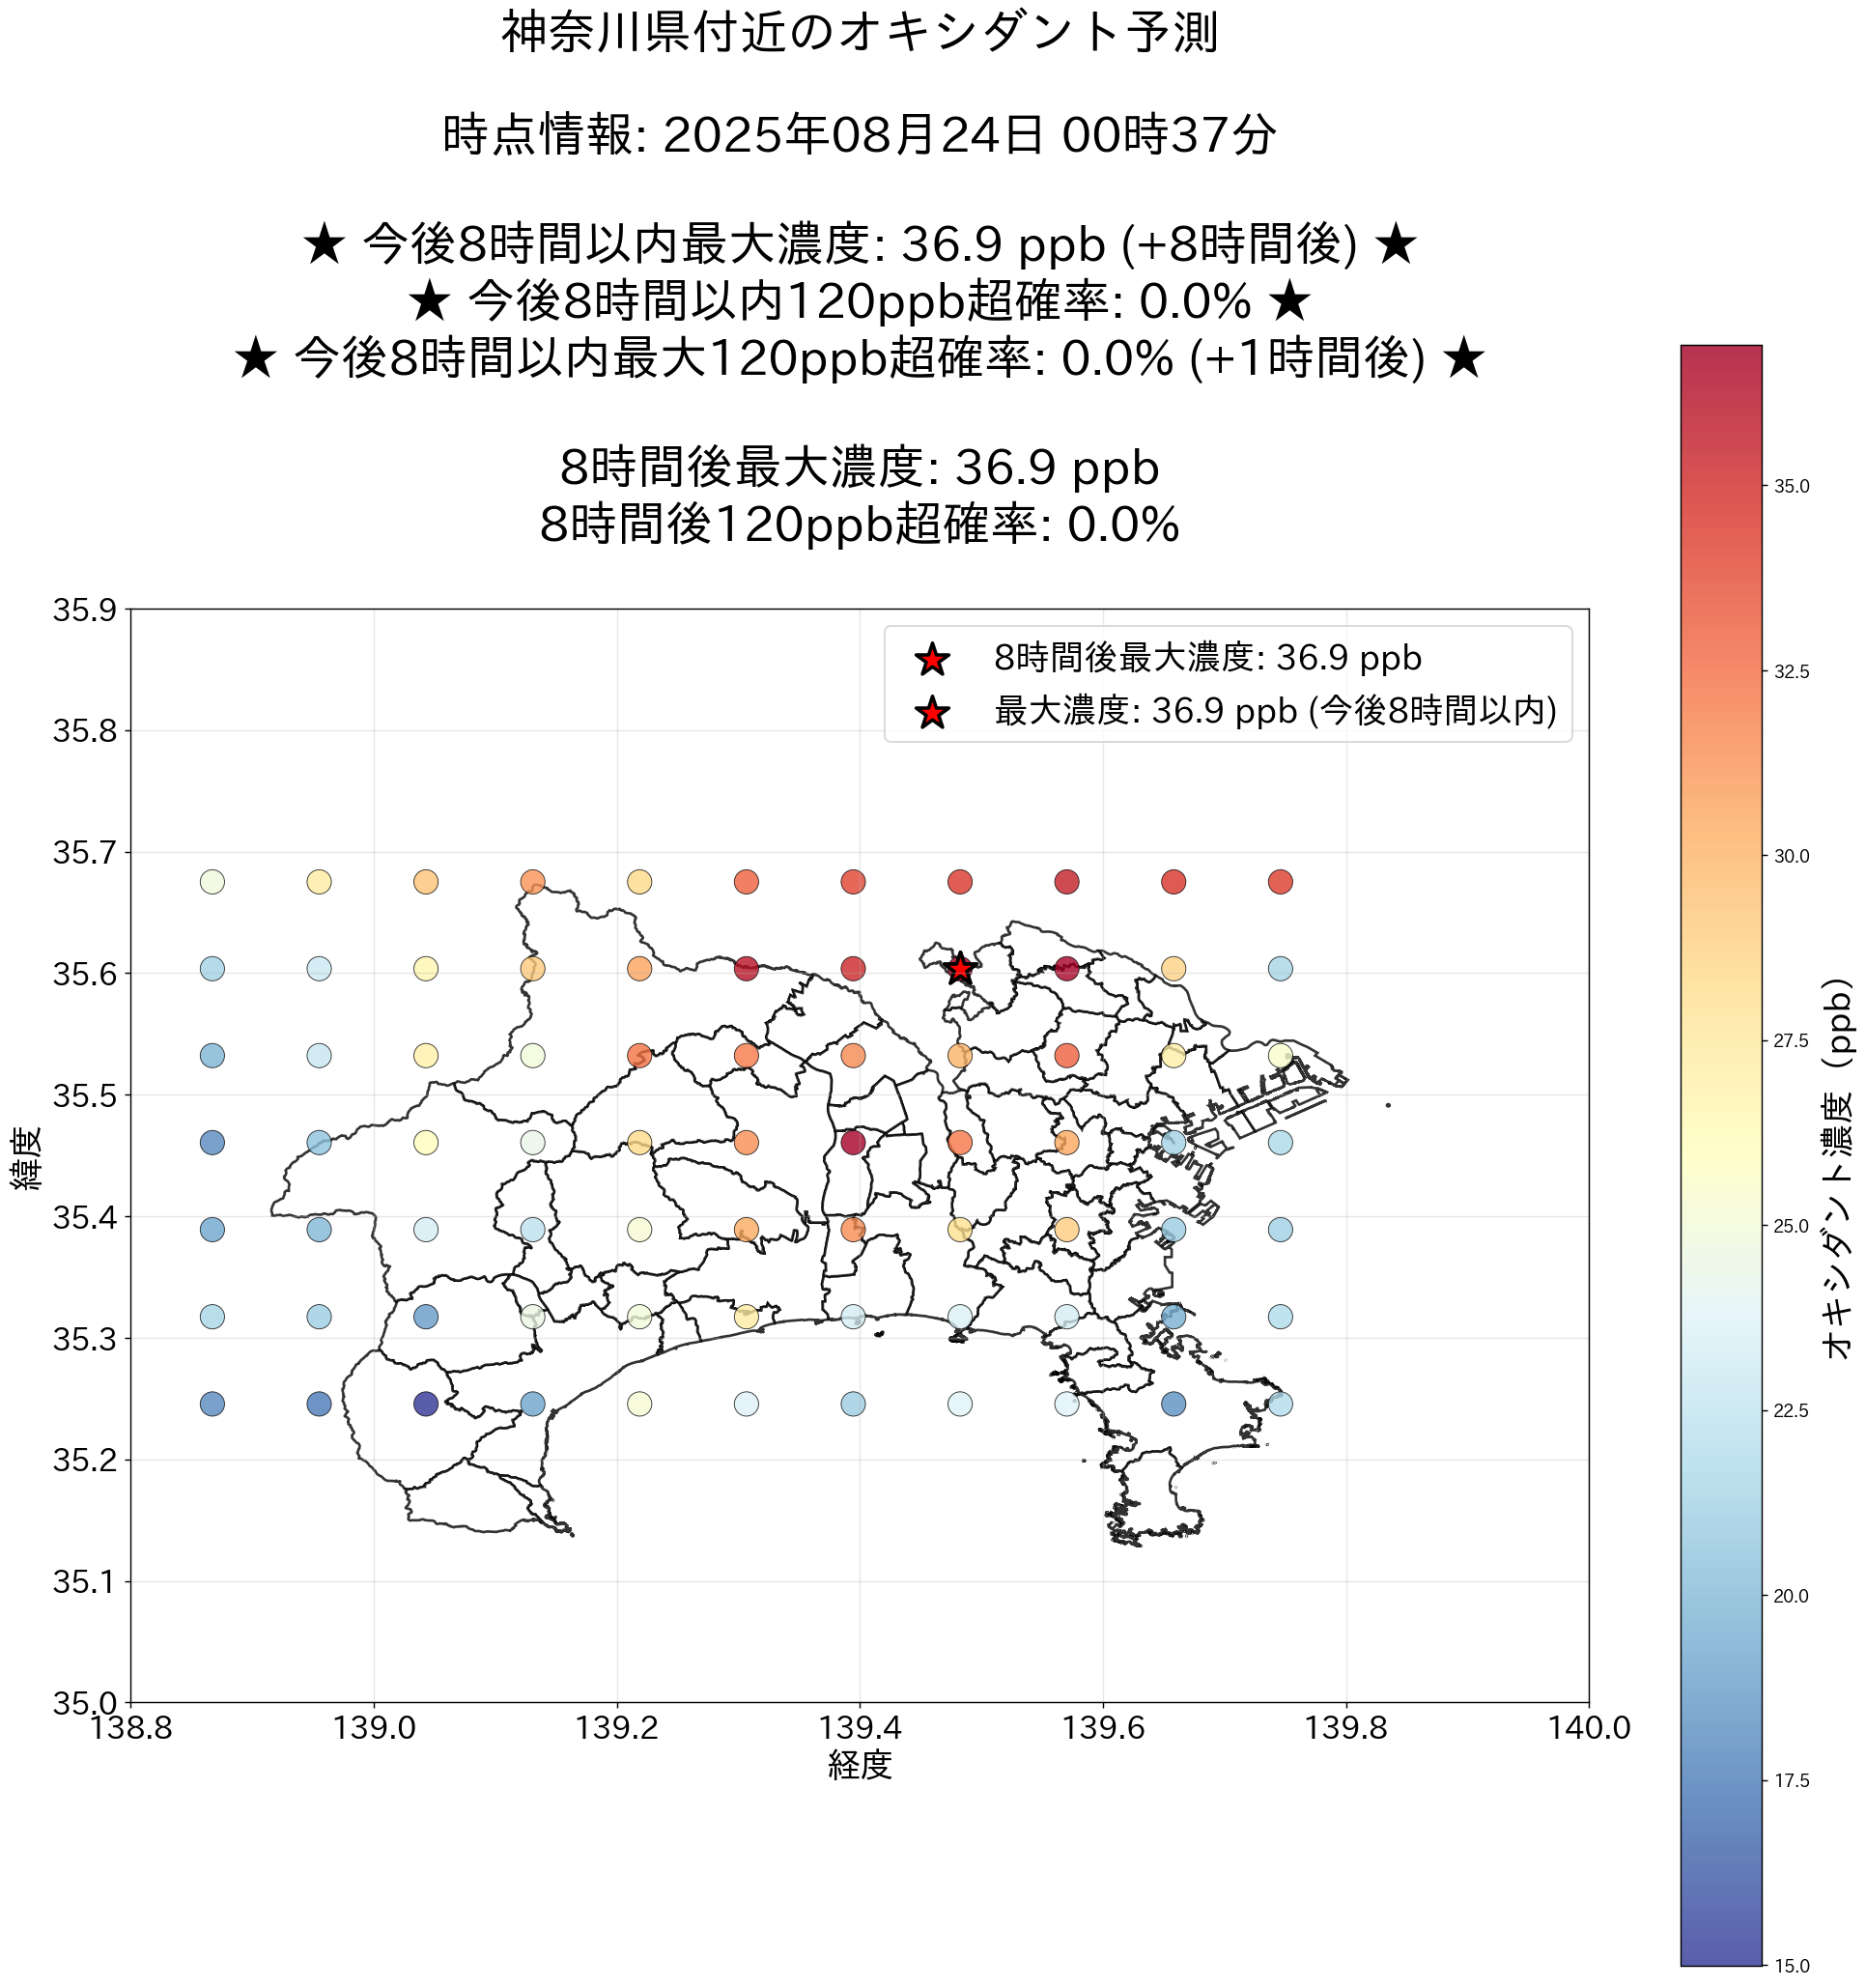 神奈川県付近のオキシダント予測
時点情報: 2025年08月24日 00時37分
★ 今後8時間以内最大濃度: 36.9 ppb (+8時間後) ★
★ 今後8時間以内120ppb超確率: 0.0% ★
★ 今後8時間以内最大120ppb超確率: 0.0% (+1時間後) ★
8時間後最大濃度: 36.9 ppb
8時間後120ppb超確率: 0.0%
8時間後最大濃度: 36.9 ppb
最大濃度: 36.9 ppb (今後8時間以内)
緯度
35.9
35.8
35.7
35.6
35.5
35.4
35.3
35.2
35.1
35.0
138.8
139.0
139.2
139.4
139.6
139.8
140.0
経度
35.0
32.5
30.0
27.5
25.0
22.5
20.0
17.5
15.0
オキシダント濃度 (ppb)